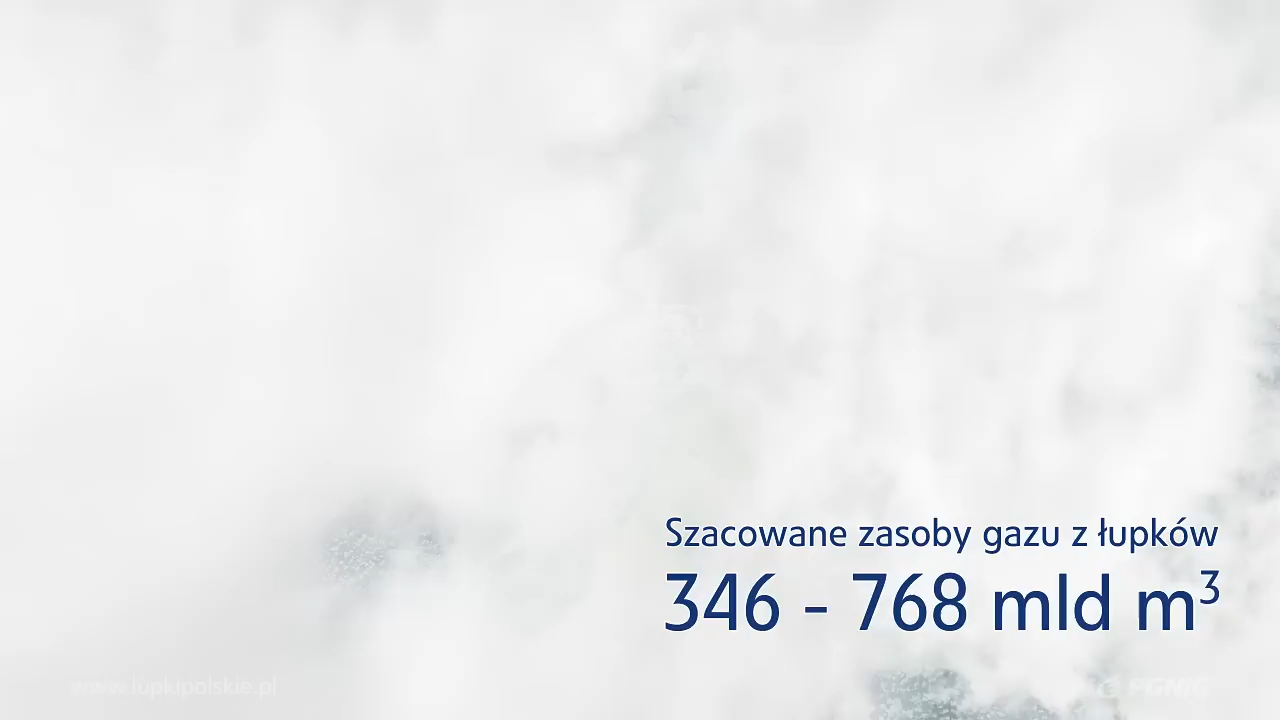 Szacowane zasoby gazu z łupków
346 - 768 mld m³
www.lupkipolskie.pl
PGNiG